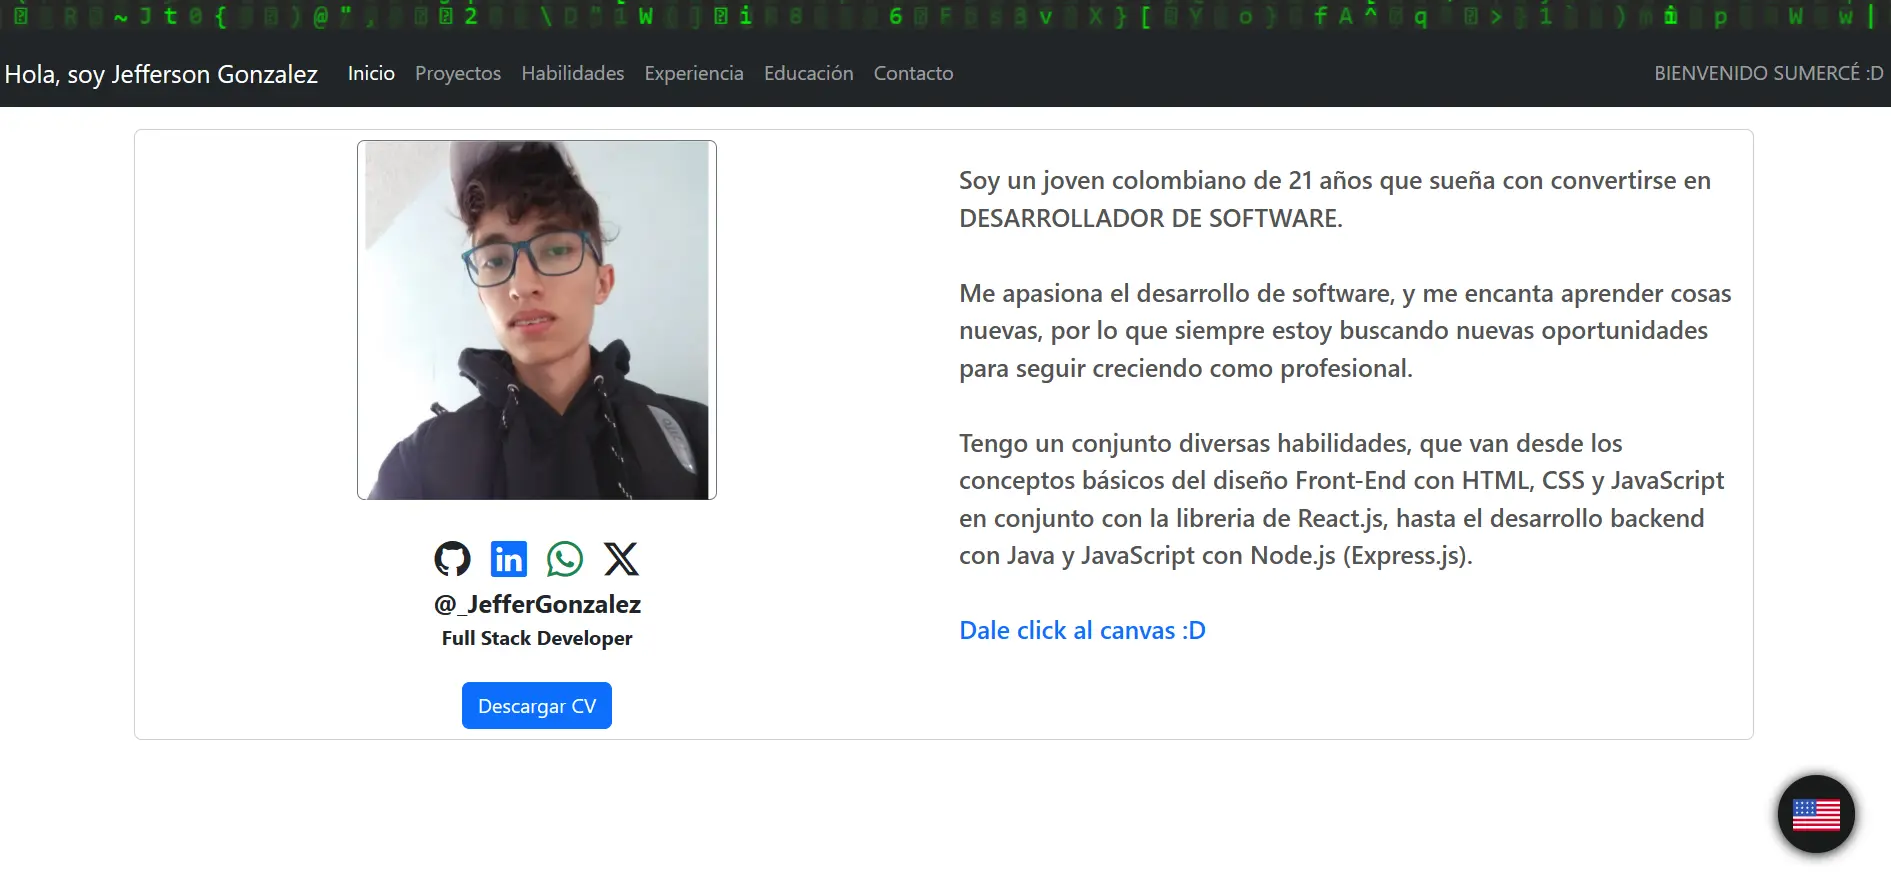 Hola, soy Jefferson Gonzalez Inicio Proyectos Habilidades Experiencia Educación Contacto BIENVENIDO SUMERCÉ :D
Soy un joven colombiano de 21 años que sueña con convertirse en
DESARROLLADOR DE SOFTWARE.
Me apasiona el desarrollo de software, y me encanta aprender cosas
nuevas, por lo que siempre estoy buscando nuevas oportunidades
para seguir creciendo como profesional.
Tengo un conjunto diversas habilidades, que van desde los
conceptos básicos del diseño Front-End con HTML, CSS y JavaScript
en conjunto con la libreria de React.js, hasta el desarrollo backend
con Java y JavaScript con Node.js (Express.js).
Dale click al canvas :D
@_JefferGonzalez
Full Stack Developer
Descargar CV